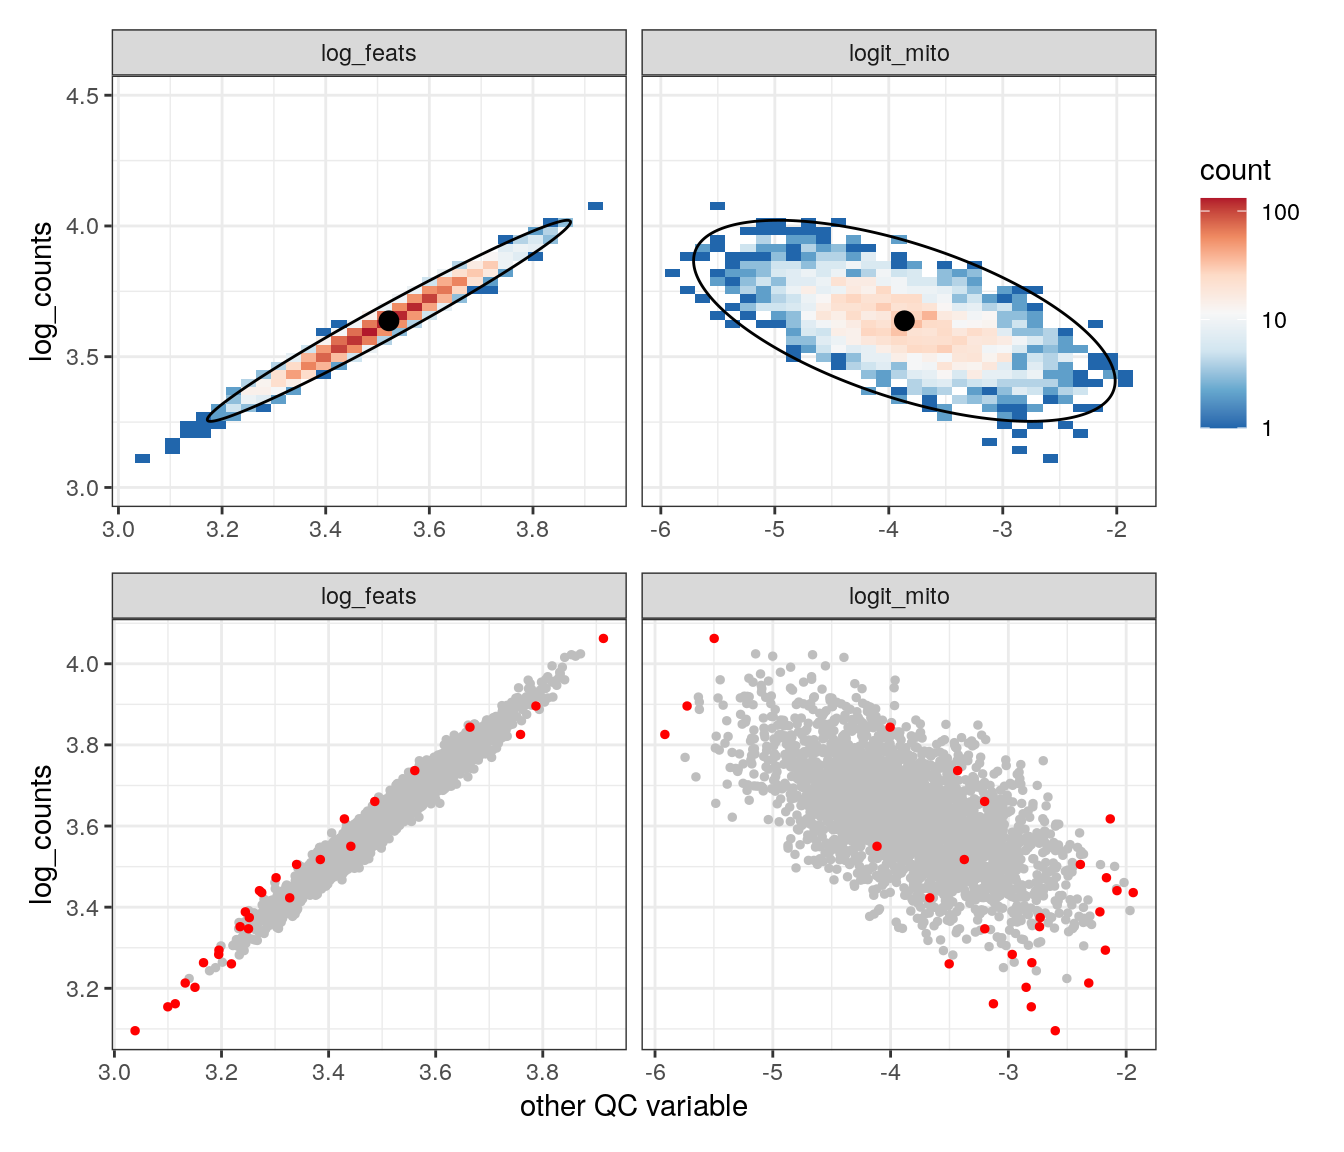 log_feats
logit_mito
4.5
4.0
3.5
3.0
log_counts
3.0 3.2 3.4 3.6 3.8
-6 -5 -4 -3 -2
count
100
10
1
log_feats
logit_mito
4.0
3.8
3.6
3.4
3.2
log_counts
3.0 3.2 3.4 3.6 3.8
-6 -5 -4 -3 -2
other QC variable